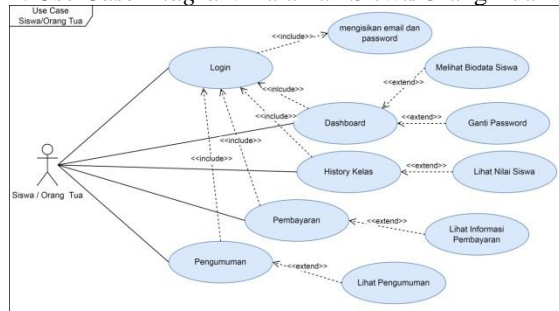 Use Case
Siswa/Orang Tua
<<include>>
mengisikan email dan
password
Login
<<inlcude>>
<<extend>>
Melihat Biodata Siswa
<<include>>
Dashboard
<<extend>>
Ganti Password
<<include>>
History Kelas
<<extend>>
Lihat Nilai Siswa
Siswa / Orang Tua
Pembayaran
<<extend>>
Lihat Informasi
Pembayaran
Pengumuman
<<extend>>
Lihat Pengumuman